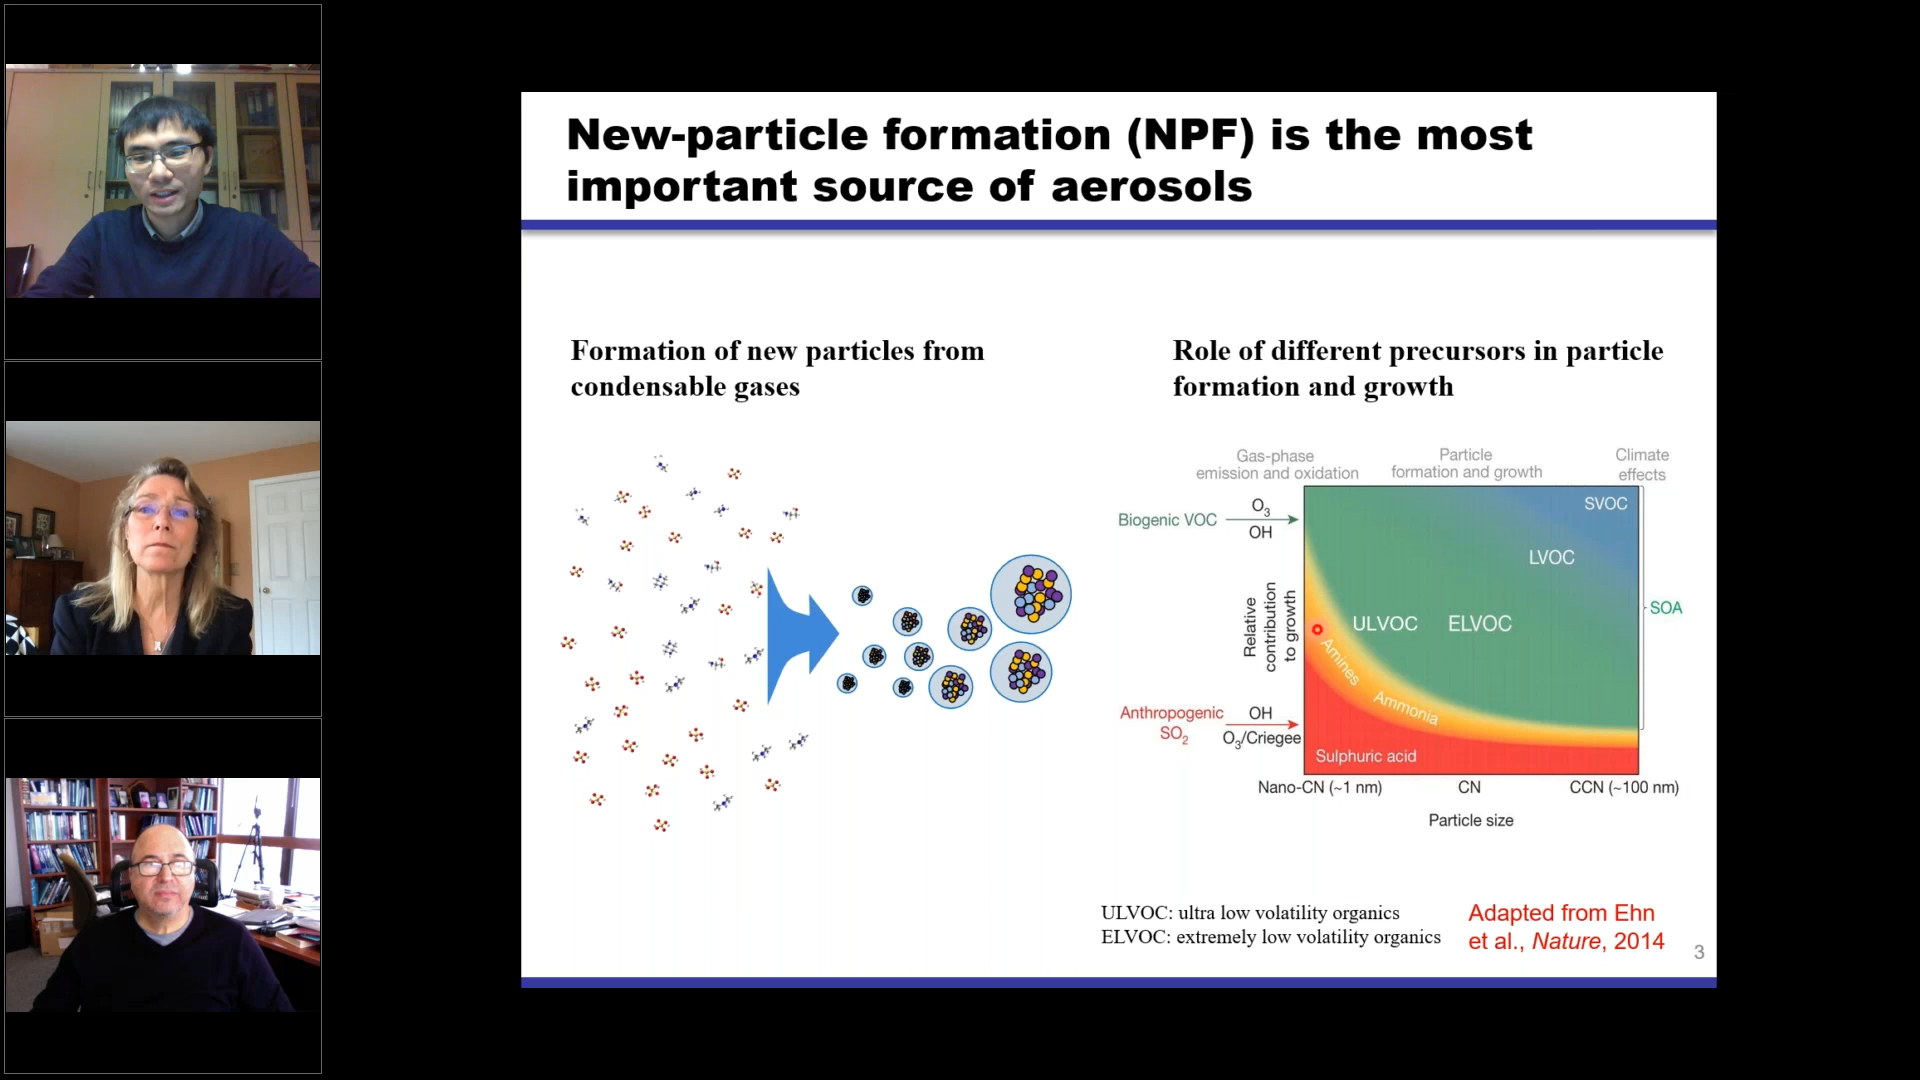 New-particle formation (NPF) is the most
important source of aerosols
Formation of new particles from
condensable gases
Role of different precursors in particle
formation and growth
Gas-phase
emission and oxidation
Particle
formation and growth
Climate
effects
Biogenic VOC
O3
OH
SVOC
LVOC
ULVOC
ELVOC
SOA
Relative
contribution
to growth
Amines
Ammonia
Anthropogenic
SO2
OH
O3/Criegee
Sulphuric acid
Nano-CN (~1 nm)
CN
CCN (~100 nm)
Particle size
ULVOC: ultra low volatility organics
ELVOC: extremely low volatility organics
Adapted from Ehn
et al., Nature, 2014
3